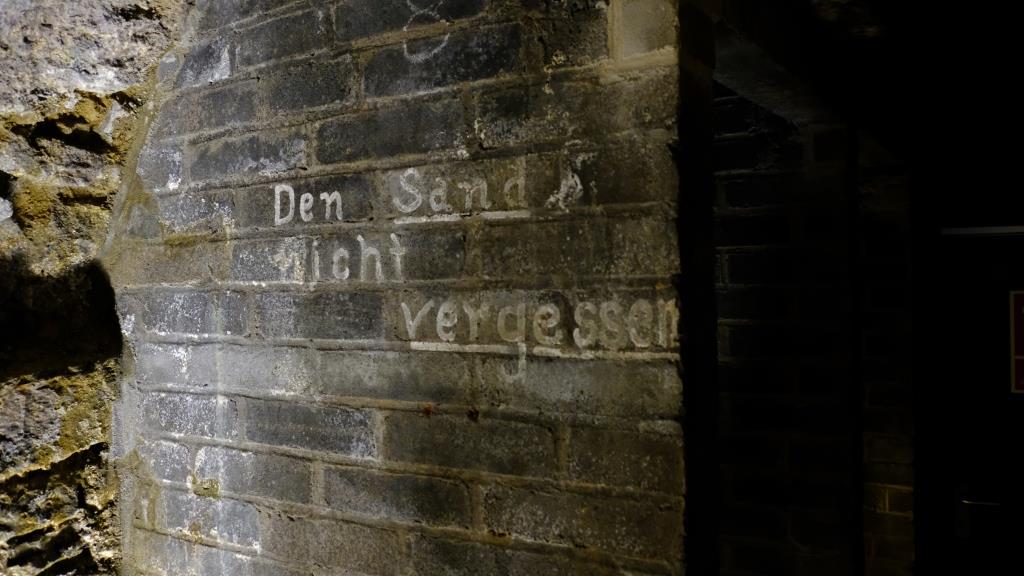 Den Sand
nicht
vergessen